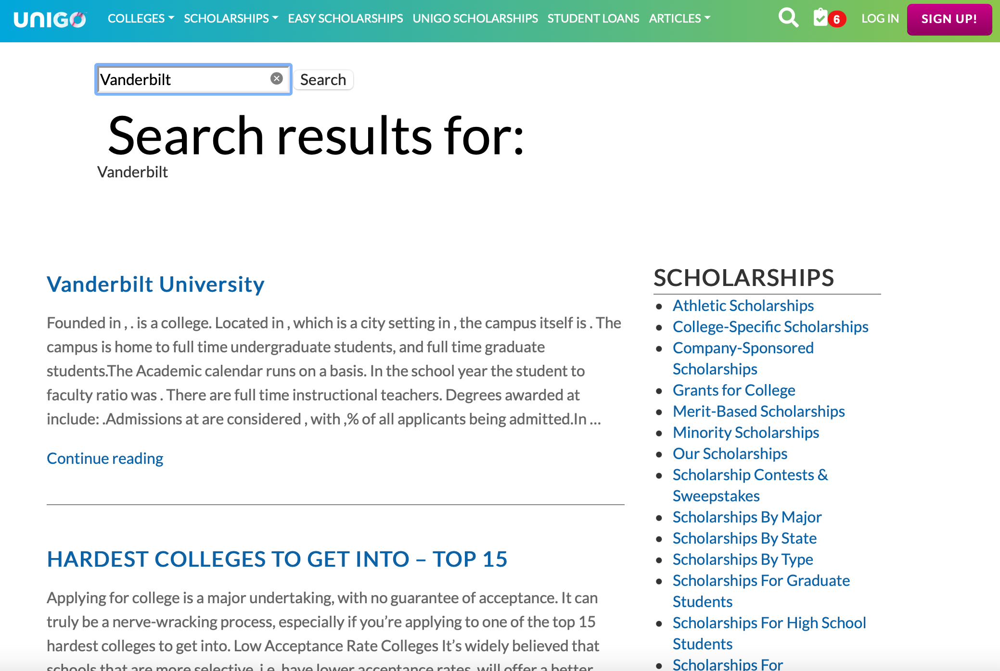 UNIGO
COLLEGES SCHOLARSHIPS EASY SCHOLARSHIPS UNIGO SCHOLARSHIPS STUDENT LOANS ARTICLES 6 LOG IN SIGN UP!
Vanderbilt Search
Search results for:
Vanderbilt
Vanderbilt University
Founded in , . is a college. Located in , which is a city setting in , the campus itself is . The
campus is home to full time undergraduate students, and full time graduate
students.The Academic calendar runs on a basis. In the school year the student to
faculty ratio was . There are full time instructional teachers. Degrees awarded at
include: .Admissions at are considered , with ,% of all applicants being admitted.In ...
Continue reading
HARDEST COLLEGES TO GET INTO – TOP 15
Applying for college is a major undertaking, with no guarantee of acceptance. It can
truly be a nerve-wracking process, especially if you’re applying to one of the top 15
hardest colleges to get into. Low Acceptance Rate Colleges It’s widely believed that
schools that are more selective, i.e. have lower acceptance rates, will offer a better
SCHOLARSHIPS
Athletic Scholarships
College-Specific Scholarships
Company-Sponsored
Scholarships
Grants for College
Merit-Based Scholarships
Minority Scholarships
Our Scholarships
Scholarship Contests &
Sweepstakes
Scholarships By Major
Scholarships By State
Scholarships By Type
Scholarships For Graduate
Students
Scholarships For High School
Students
Scholarships For